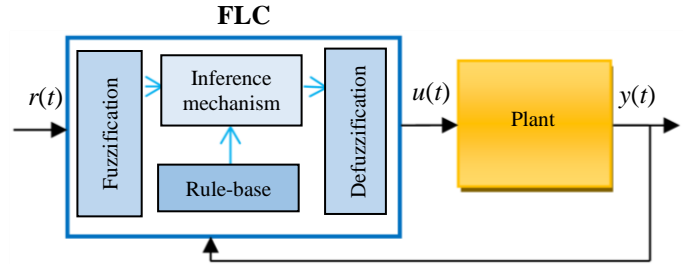 FLC
r(t)
Fuzzification
Inference
mechanism
Rule-base
Defuzzification
u(t)
Plant
y(t)